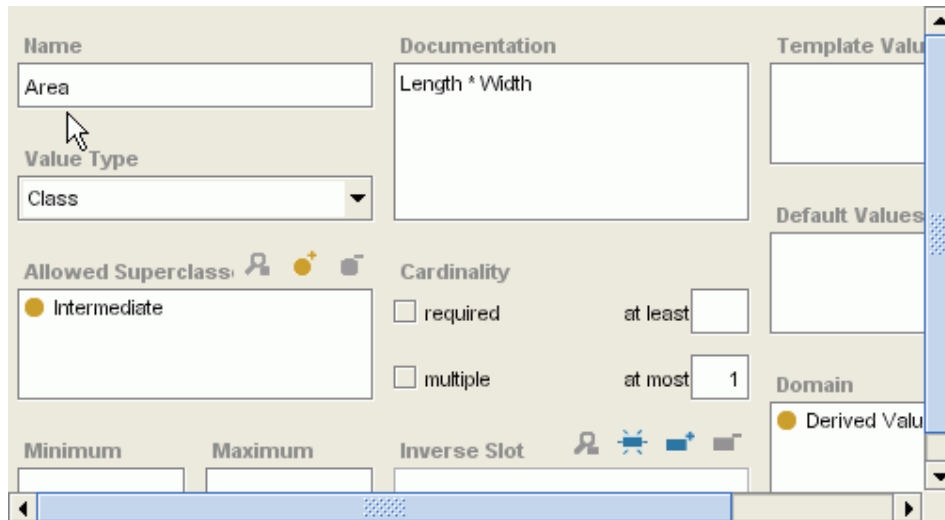 Name
Area
Value Type
Class
Allowed Superclass
Intermediate
Minimum
Maximum
Documentation
Length * Width
Cardinality
required
at least
multiple
at most
1
Inverse Slot
Template Valu
Default Values
Domain
Derived Valu